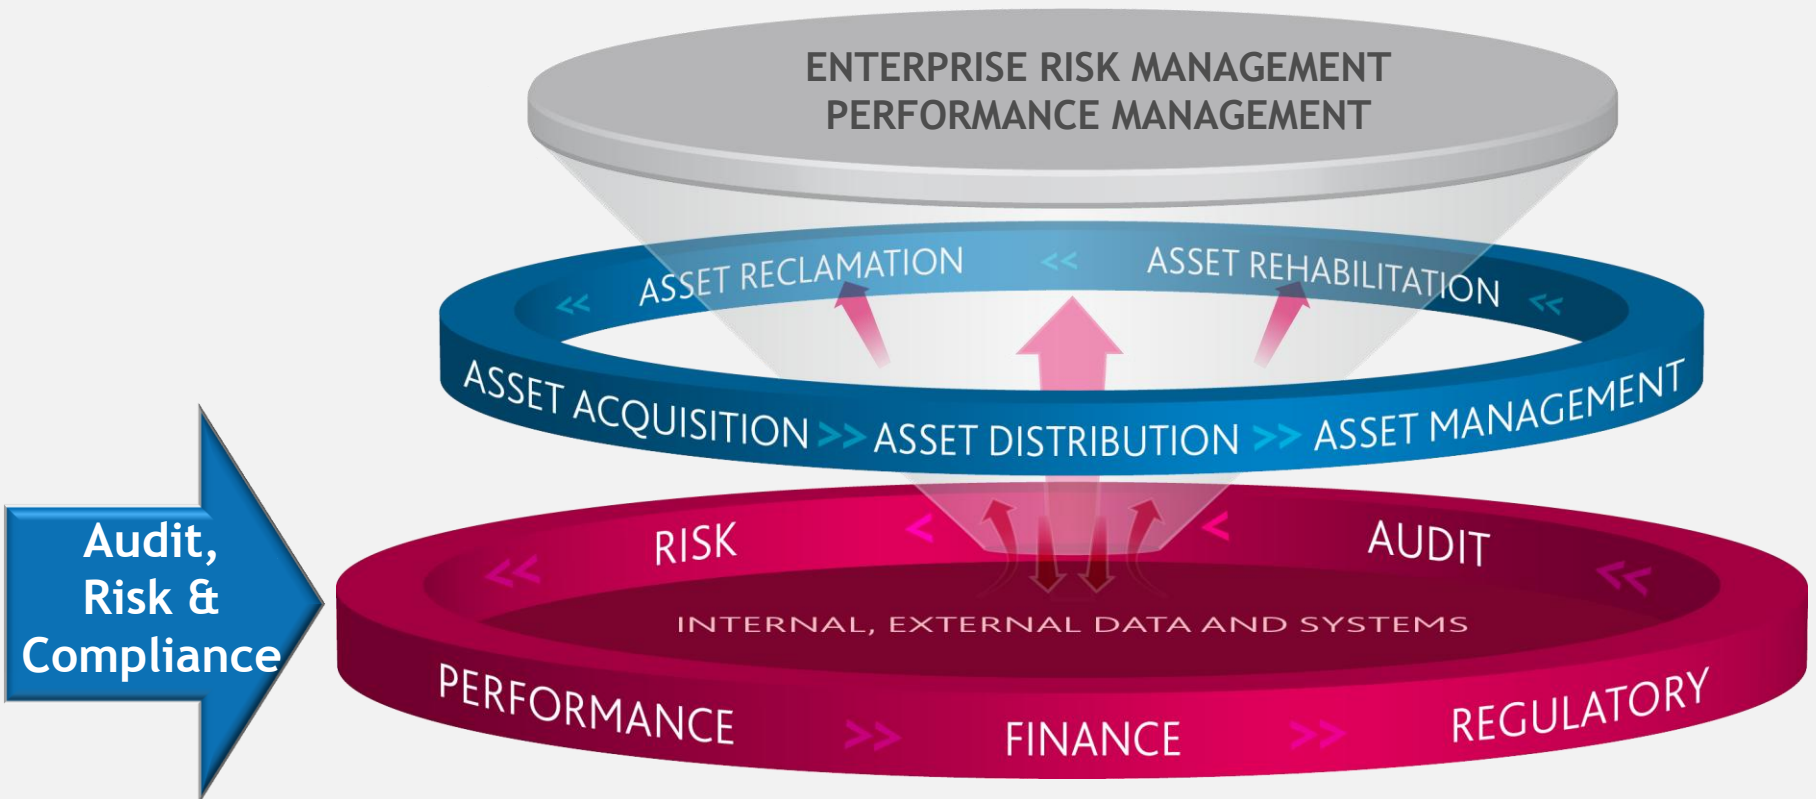 ENTERPRISE RISK MANAGEMENT
PERFORMANCE MANAGEMENT
<< ASSET RECLAMATION << ASSET REHABILITATION <<
ASSET ACQUISITION >> ASSET DISTRIBUTION >> ASSET MANAGEMENT
Audit,
Risk &
Compliance
<< RISK < < AUDIT <<
INTERNAL, EXTERNAL DATA AND SYSTEMS
PERFORMANCE >> FINANCE >> REGULATORY